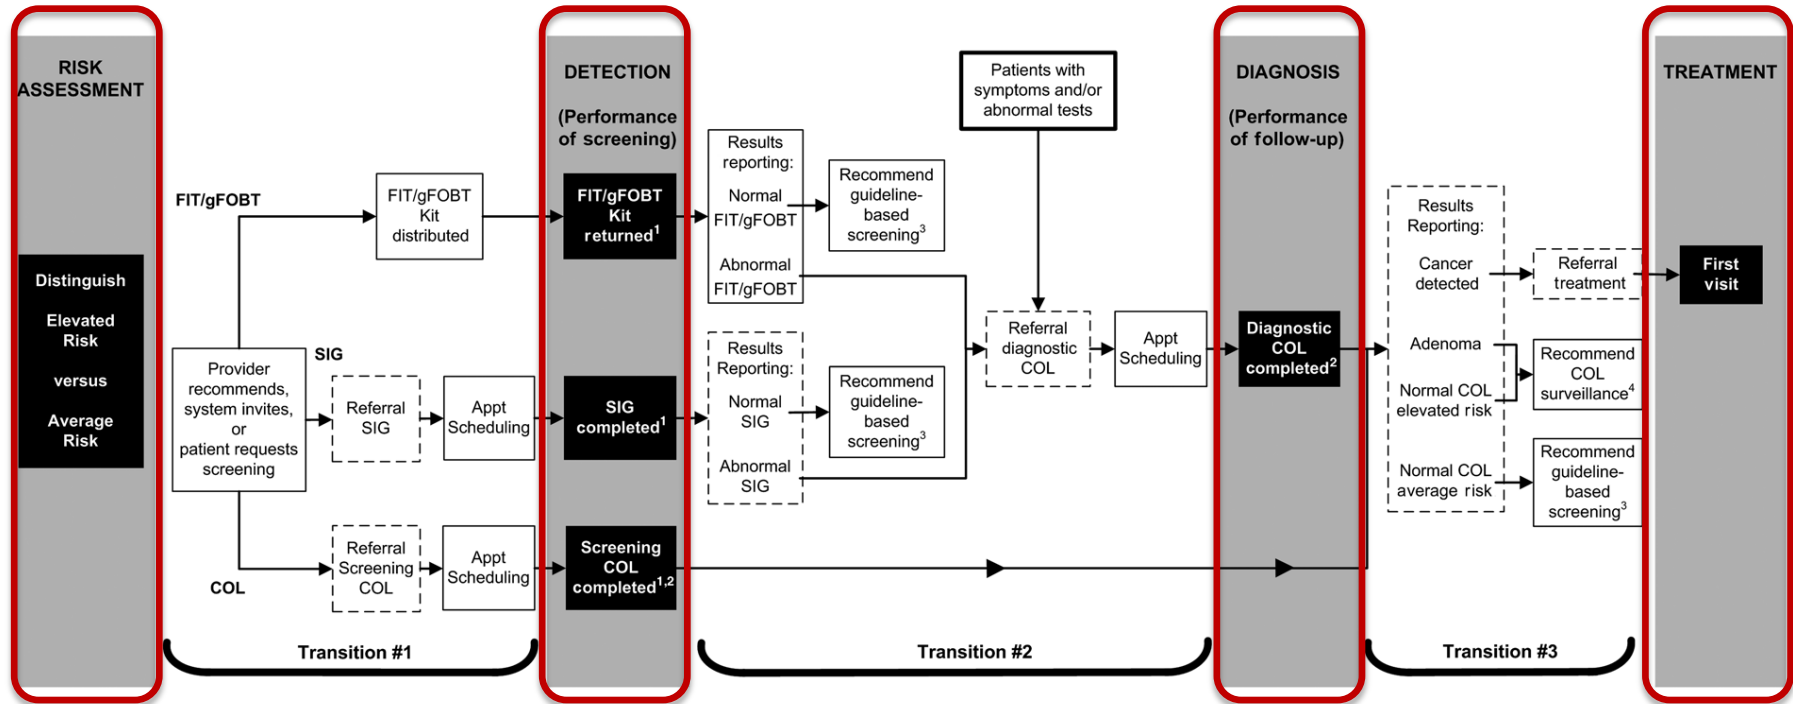 RISK
ASSESSMENT
Distinguish
Elevated
Risk
versus
Average
Risk
FIT/gFOBT
FIT/gFOBT
Kit
distributed
SIG
Provider
recommends,
system invites,
or
patient requests
screening
Referral
SIG
Appt
Scheduling
COL
Referral
Screening
COL
Appt
Scheduling
Transition #1
DETECTION
(Performance
of screening)
FIT/gFOBT
Kit
returned1
SIG
completed1
Screening
COL
completed1,2
Results
reporting:
Normal
FIT/gFOBT
Abnormal
FIT/gFOBT
Recommend
guideline-
based
screening3
Results
Reporting:
Normal
SIG
Abnormal
SIG
Recommend
guideline-
based
screening3
Patients with
symptoms and/or
abnormal tests
Referral
diagnostic
COL
Appt
Scheduling
Transition #2
DIAGNOSIS
(Performance
of follow-up)
Diagnostic
COL
completed2
Results
Reporting:
Cancer
detected
Adenoma
Normal COL
elevated risk
Normal COL
average risk
Referral
treatment
Recommend
COL
surveillance4
Recommend
guideline-
based
screening3
Transition #3
TREATMENT
First
visit